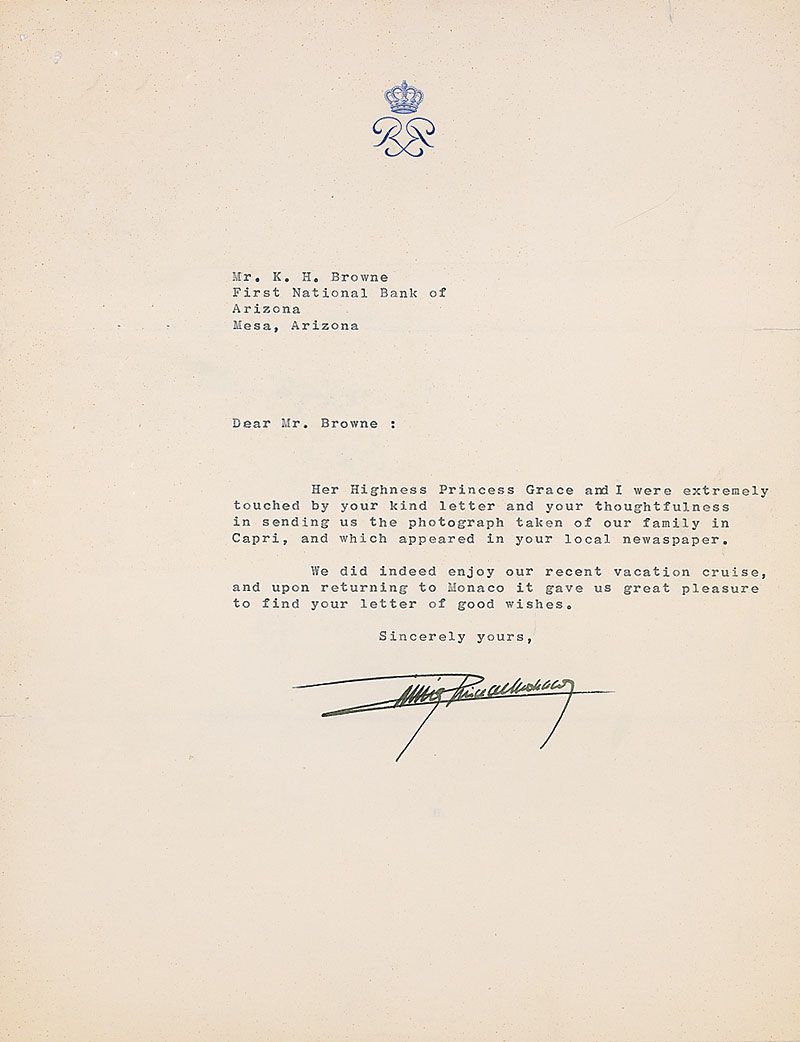 Mr. K. H. Browne
First National Bank of
Arizona
Mesa, Arizona
Dear Mr. Browne :
Her Highness Princess Grace and I were extremely
touched by your kind letter and your thoughtfulness
in sending us the photograph taken of our family in
Capri, and which appeared in your local newaspaper.
We did indeed enjoy our recent vacation cruise,
and upon returning to Monaco it gave us great pleasure
to find your letter of good wishes.
Sincerely yours,